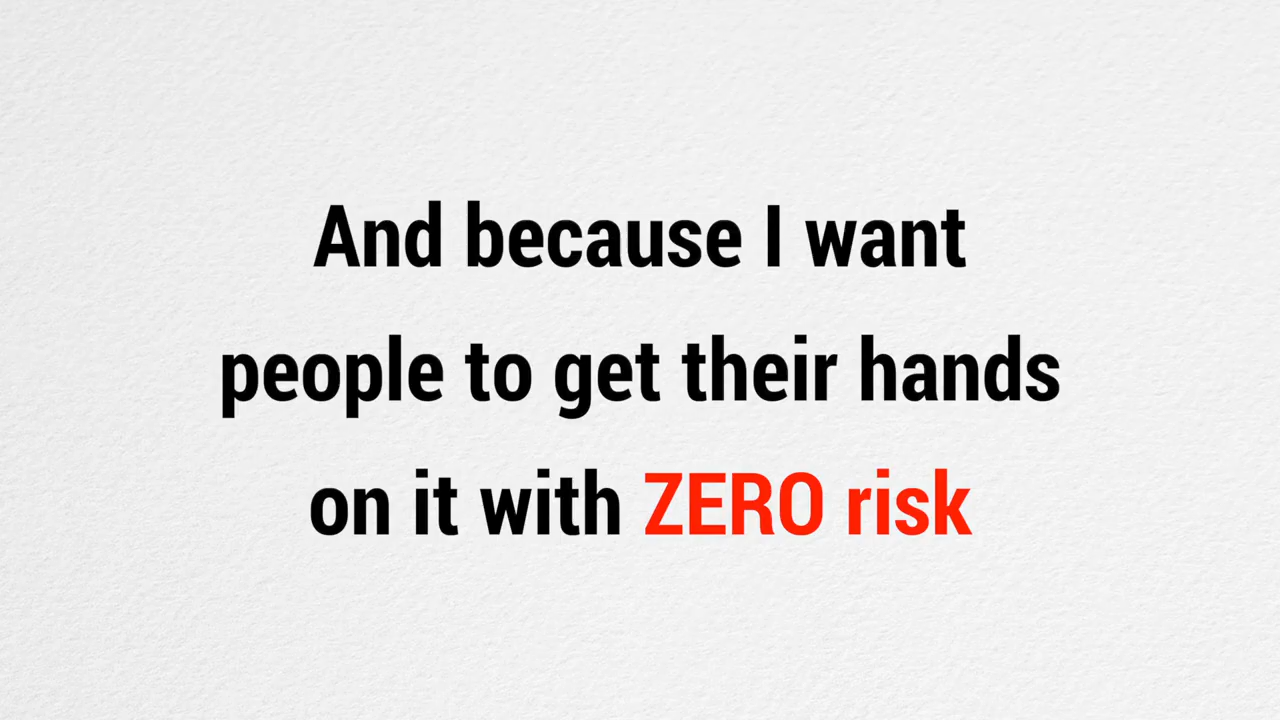 And because I want
people to get their hands
on it with ZERO risk